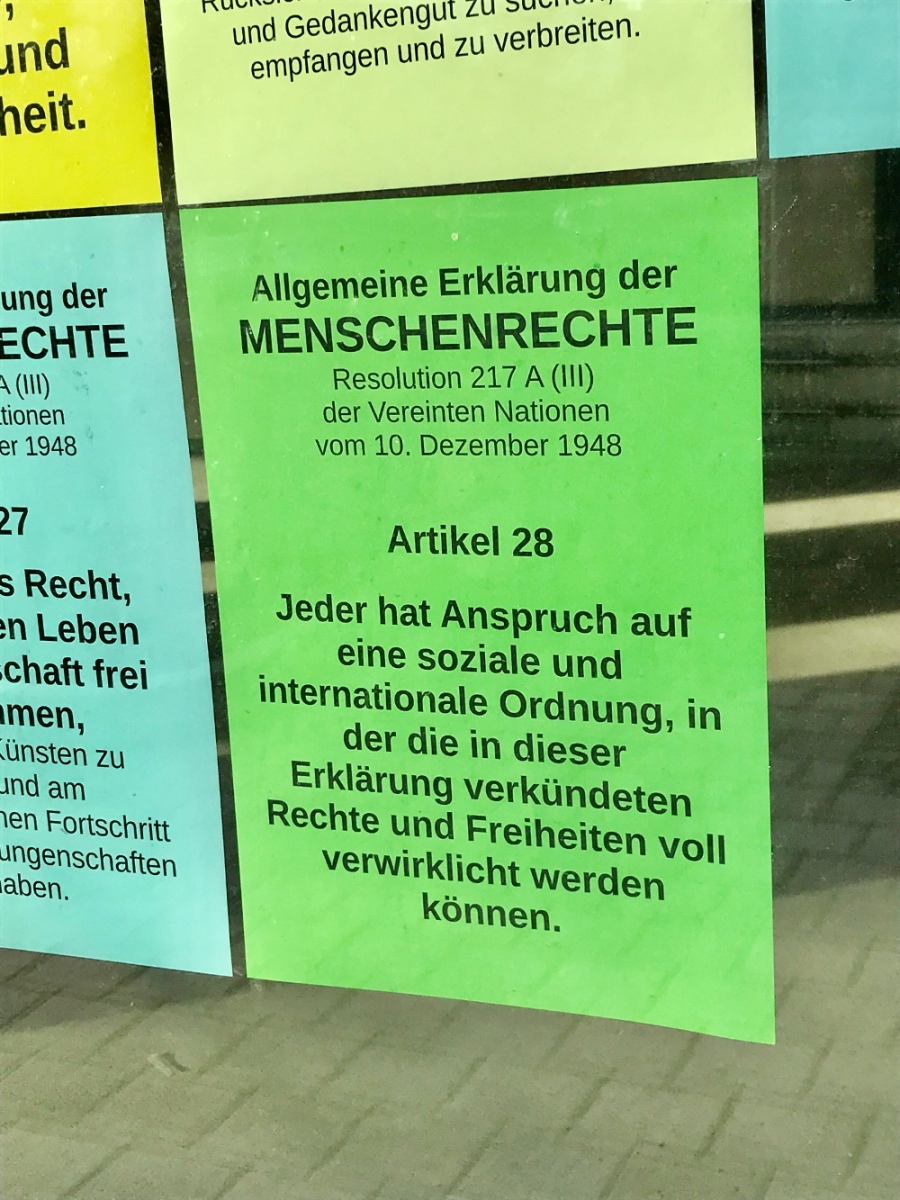 und
heit.
und Gedankengut zu suchen,
empfangen und zu verbreiten.
ung der
ECHTE
A (III)
tionen
er 1948
27
s Recht,
en Leben
schaft frei
men,
Künsten zu
und am
hen Fortschritt
ungenschaften
haben.
Allgemeine Erklärung der
MENSCHENRECHTE
Resolution 217 A (III)
der Vereinten Nationen
vom 10. Dezember 1948
Artikel 28
Jeder hat Anspruch auf
eine soziale und
internationale Ordnung, in
der die in dieser
Erklärung verkündeten
Rechte und Freiheiten voll
verwirklicht werden
können.